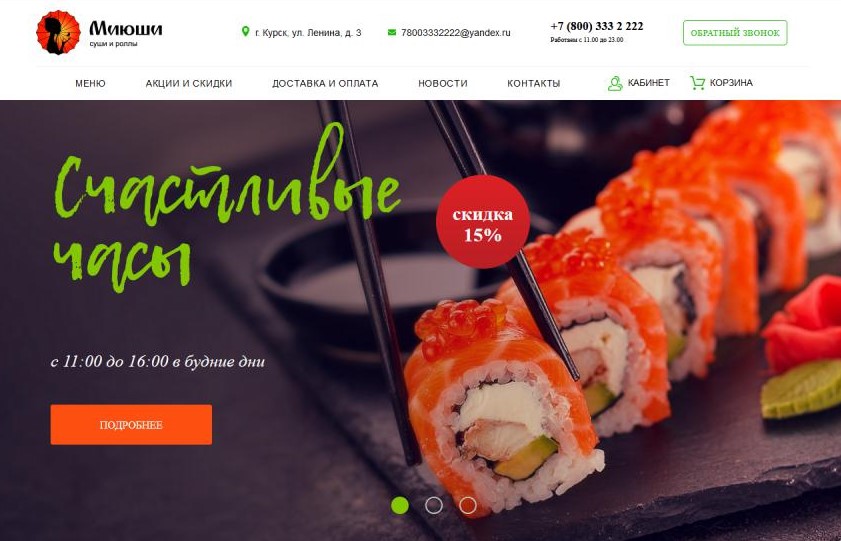 Миюши
суши и роллы
г. Курск, ул. Ленина, д. 3
78003332222@yandex.ru
+7 (800) 333 2 222
Работаем с 11.00 до 23.00
ОБРАТНЫЙ ЗВОНОК
МЕНЮ
АКЦИИ И СКИДКИ
ДОСТАВКА И ОПЛАТА
НОВОСТИ
КОНТАКТЫ
КАБИНЕТ
КОРЗИНА
Счастливые
часы
скидка
15%
с 11:00 до 16:00 в будние дни
ПОДРОБНЕЕ